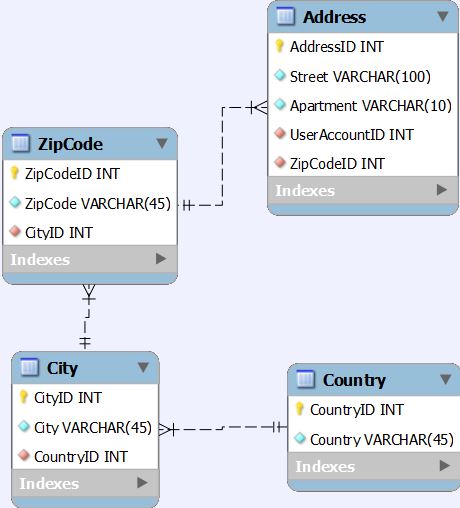 Address
AddressID INT
Street VARCHAR(100)
Apartment VARCHAR(10)
UserAccountID INT
ZipCodeID INT
Indexes
ZipCode
ZipCodeID INT
ZipCode VARCHAR(45)
CityID INT
Indexes
City
CityID INT
City VARCHAR(45)
CountryID INT
Indexes
Country
CountryID INT
Country VARCHAR(45)
Indexes